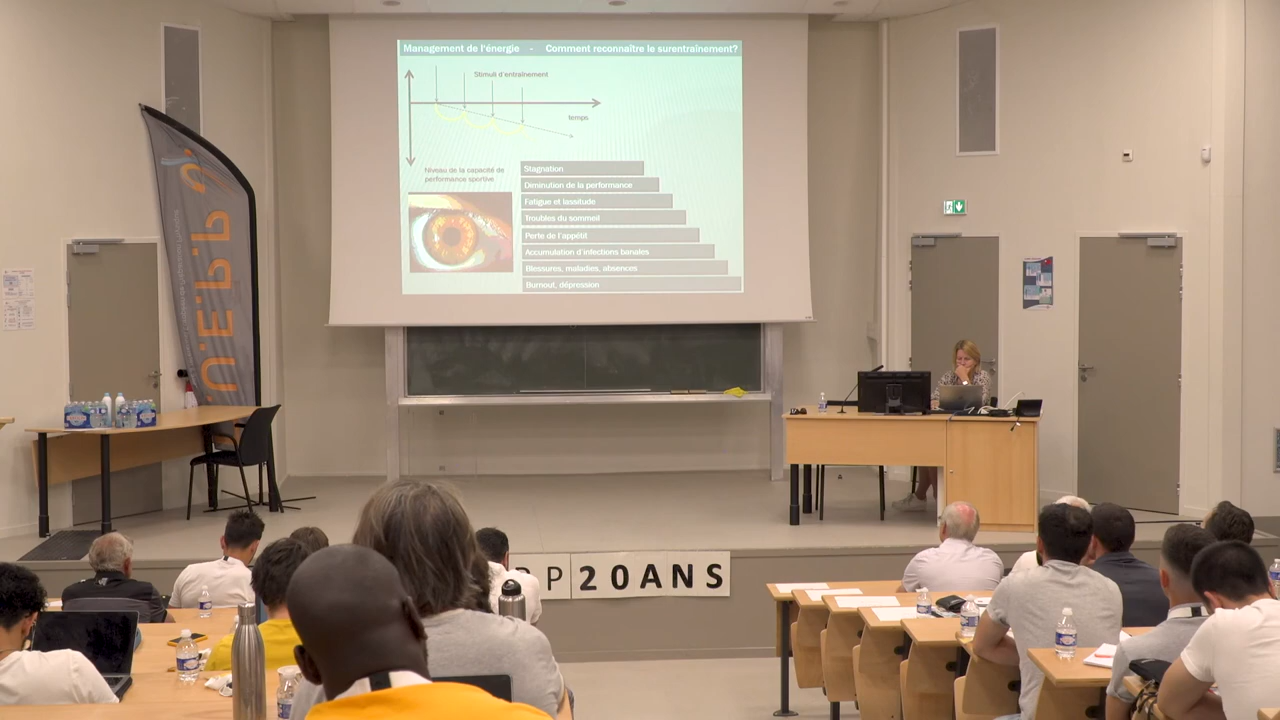 Management de l'énergie - Comment reconnaître le surentraînement?
Stimuli d'entraînement
temps
Niveau de la capacité de
performance sportive
Stagnation
Diminution de la performance
Fatigue et lassitude
Troubles du sommeil
Perte de l'appétit
Accumulation d'infections banales
Blessures, maladies, absences
Burnout, dépression
U.E.P.P
PP 20ANS